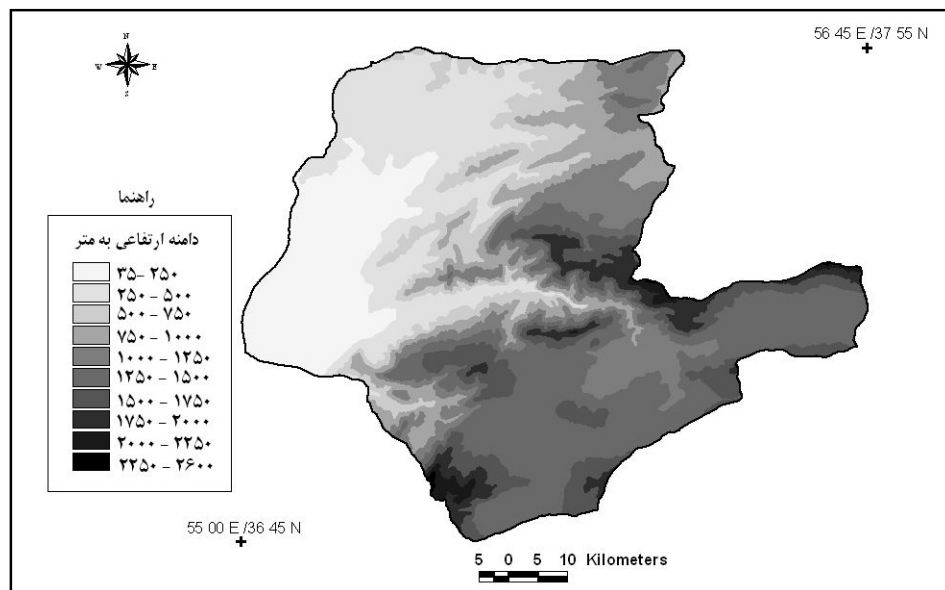 56 45 E /37 55 N
N
W E
S
راهنما
دامنه ارتفاعی به متر
۳۵- ۲۵۰
۲۵۰ - ۵۰۰
۵۰۰ - ۷۵۰
۷۵۰ - ۱۰۰۰
۱۰۰۰ - ۱۲۵۰
۱۲۵۰ - ۱۵۰۰
۱۵۰۰ - ۱۷۵۰
۱۷۵۰ - ۲۰۰۰
۲۰۰۰ - ۲۲۵۰
۲۲۵۰ - ۲۶۰۰
55 00 E /36 45 N
5 0 5 10 Kilometers